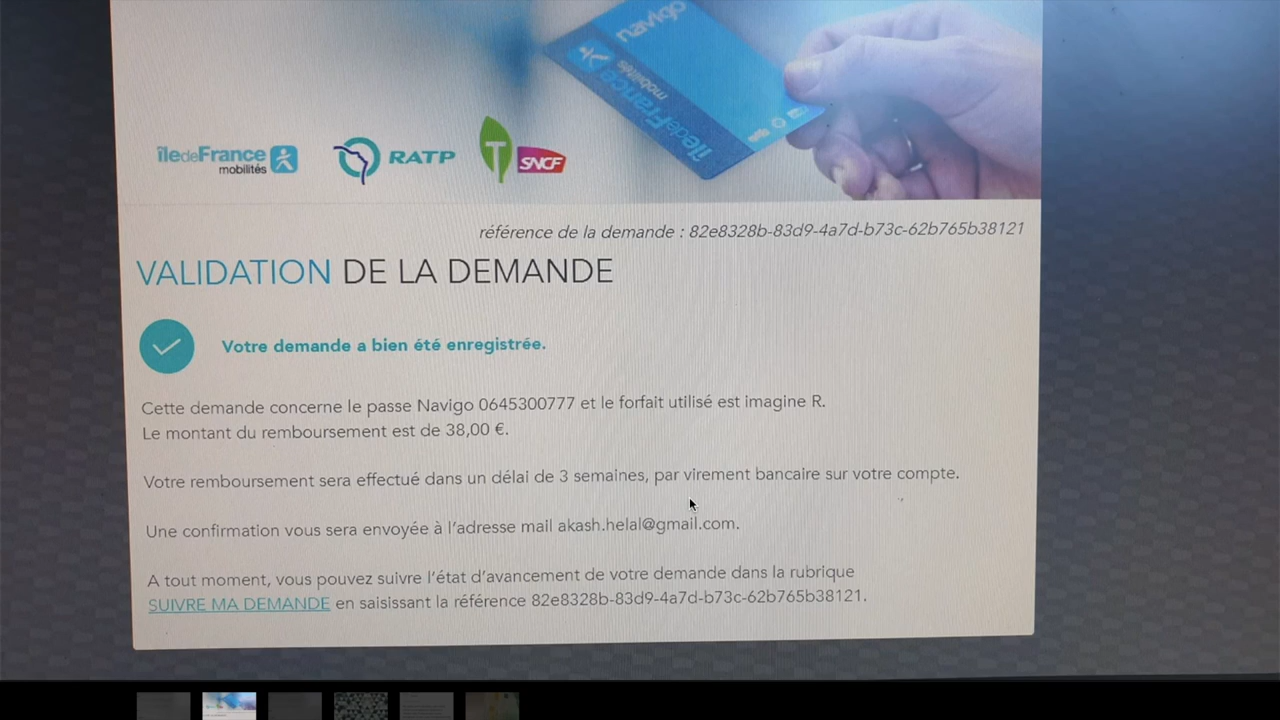 navigo
îledeFrance
mobilités
îledeFrance
mobilités
RATP
T
SNCF
référence de la demande : 82e8328b-83d9-4a7d-b73c-62b765b38121
VALIDATION DE LA DEMANDE
Votre demande a bien été enregistrée.
Cette demande concerne le passe Navigo 0645300777 et le forfait utilisé est imagine R.
Le montant du remboursement est de 38,00 €.
Votre remboursement sera effectué dans un délai de 3 semaines, par virement bancaire sur votre compte.
Une confirmation vous sera envoyée à l'adresse mail akash.helal@gmail.com.
A tout moment, vous pouvez suivre l'état d'avancement de votre demande dans la rubrique
SUIVRE MA DEMANDE en saisissant la référence 82e8328b-83d9-4a7d-b73c-62b765b38121.